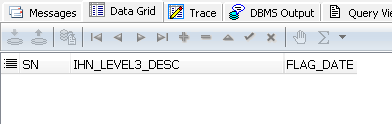 Messages Data Grid Trace DBMS Output Query Vie
SN IHN_LEVEL3_DESC FLAG_DATE